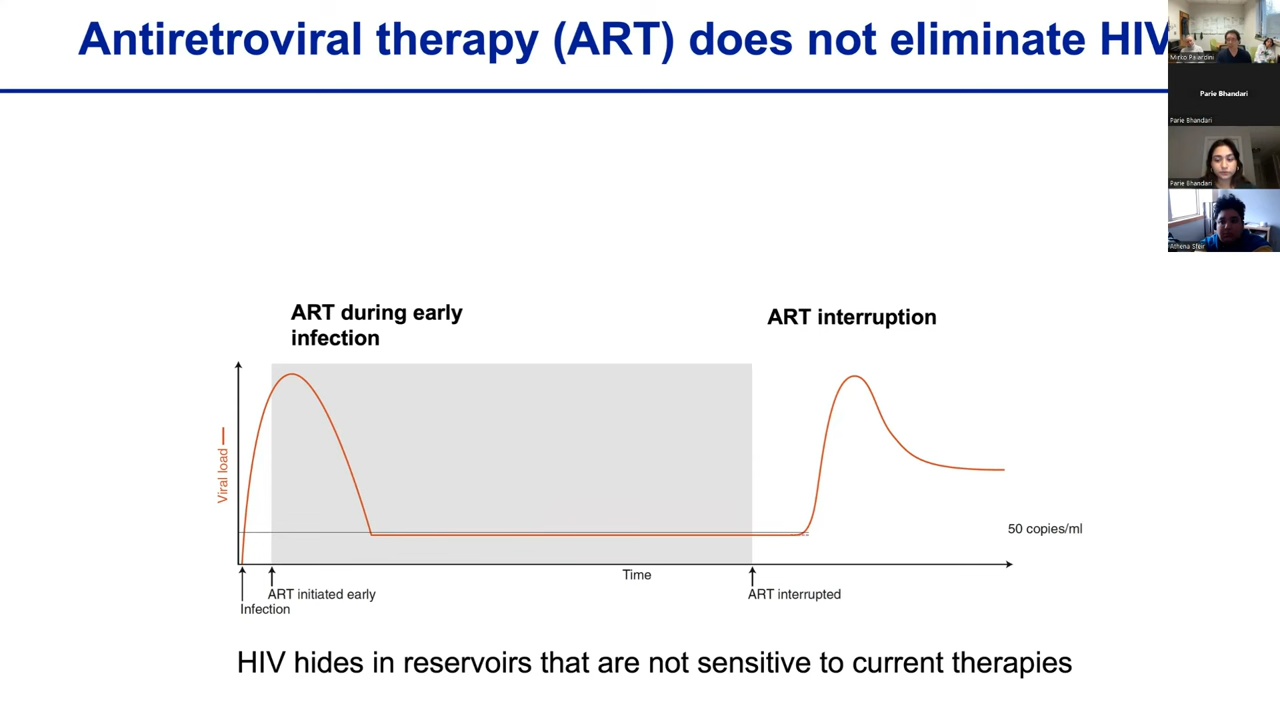 Antiretroviral therapy (ART) does not eliminate HIV
Mirko Paiardini
Parie Bhandari
Parie Bhandari
Parie Bhandari
Athena Steir
ART during early
infection
ART interruption
Viral load
50 copies/ml
Time
ART initiated early
ART interrupted
Infection
HIV hides in reservoirs that are not sensitive to current therapies